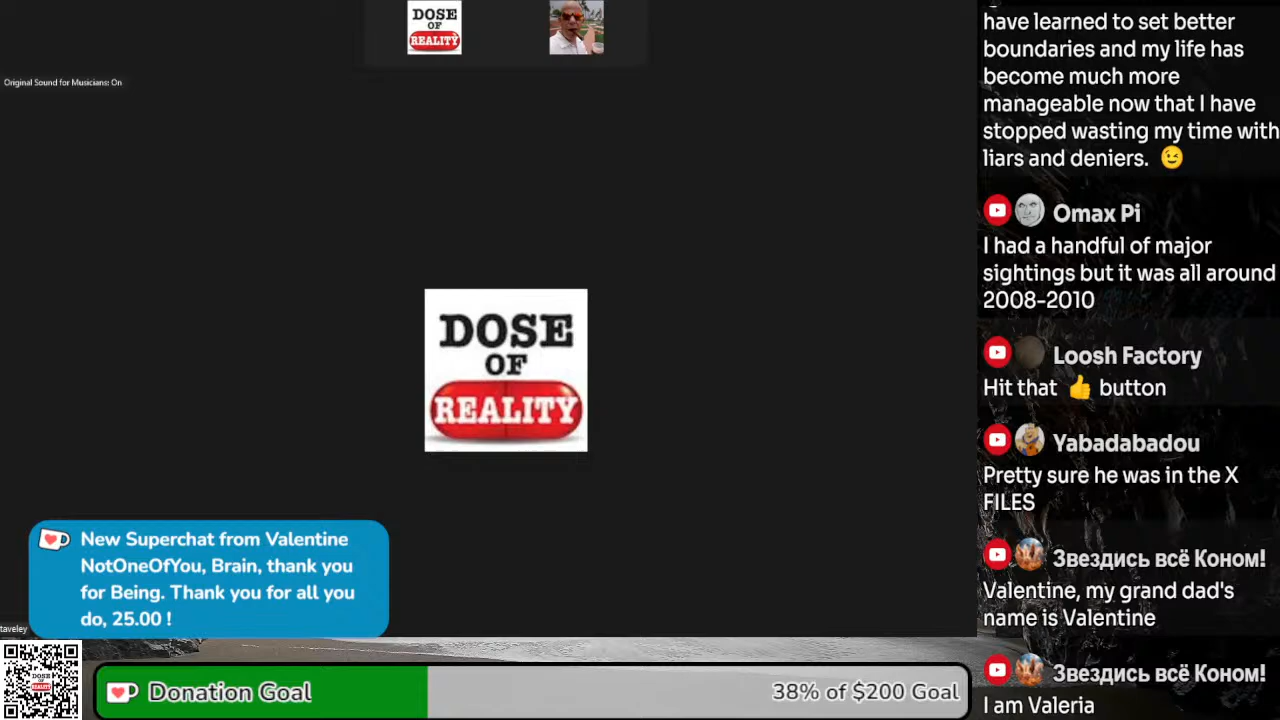 DOSE
OF
REALITY
Original Sound for Musicians: On
DOSE
OF
REALITY
New Superchat from Valentine
NotOneOfYou, Brain, thank you
for Being. Thank you for all you
do, 25.00 !
taveley
DOSE
OF
REALITY
Donation Goal
38% of $200 Goal
have learned to set better
boundaries and my life has
become much more
manageable now that I have
stopped wasting my time with
liars and deniers. 😉
Omax Pi
I had a handful of major
sightings but it was all around
2008-2010
Loosh Factory
Hit that 👍 button
Yabadabadou
Pretty sure he was in the X
FILES
Звездись всё Коном!
Valentine, my grand dad's
name is Valentine
Звездись всё Коном!
I am Valeria